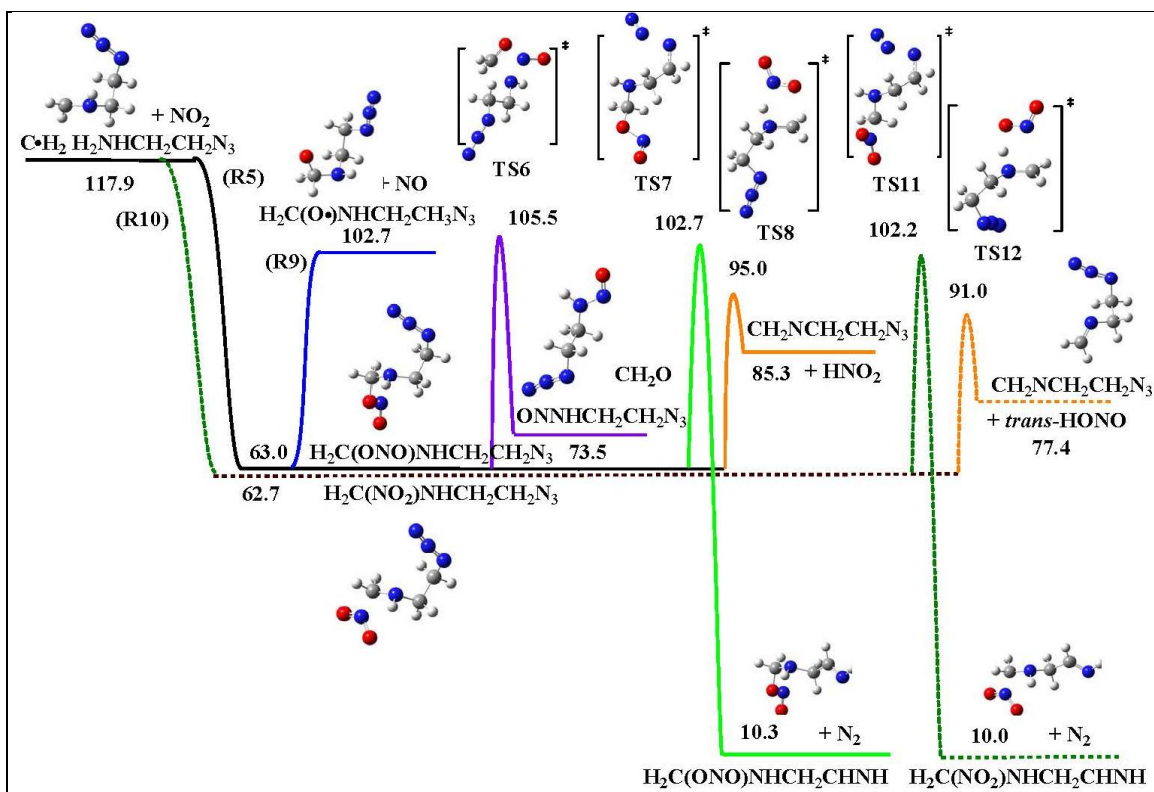 + NO₂
C•H₂ H₂NHCH₂CH₂N₃
117.9
(R5)
(R10)
+ NO
H₂C(O•)NHCH₂CH₃N₃
102.7
(R9)
63.0
H₂C(ONO)NHCH₂CH₂N₃
62.7
H₂C(NO₂)NHCH₂CH₂N₃
‡
TS6
105.5
CH₂O
ONNHCH₂CH₂N₃
73.5
‡
TS7
102.7
‡
TS8
95.0
CH₂NCH₂CH₂N₃
85.3 + HNO₂
‡
TS11
102.2
‡
TS12
91.0
CH₂NCH₂CH₂N₃
+ trans-HONO
77.4
10.3 + N₂
H₂C(ONO)NHCH₂CHNH
10.0 + N₂
H₂C(NO₂)NHCH₂CHNH